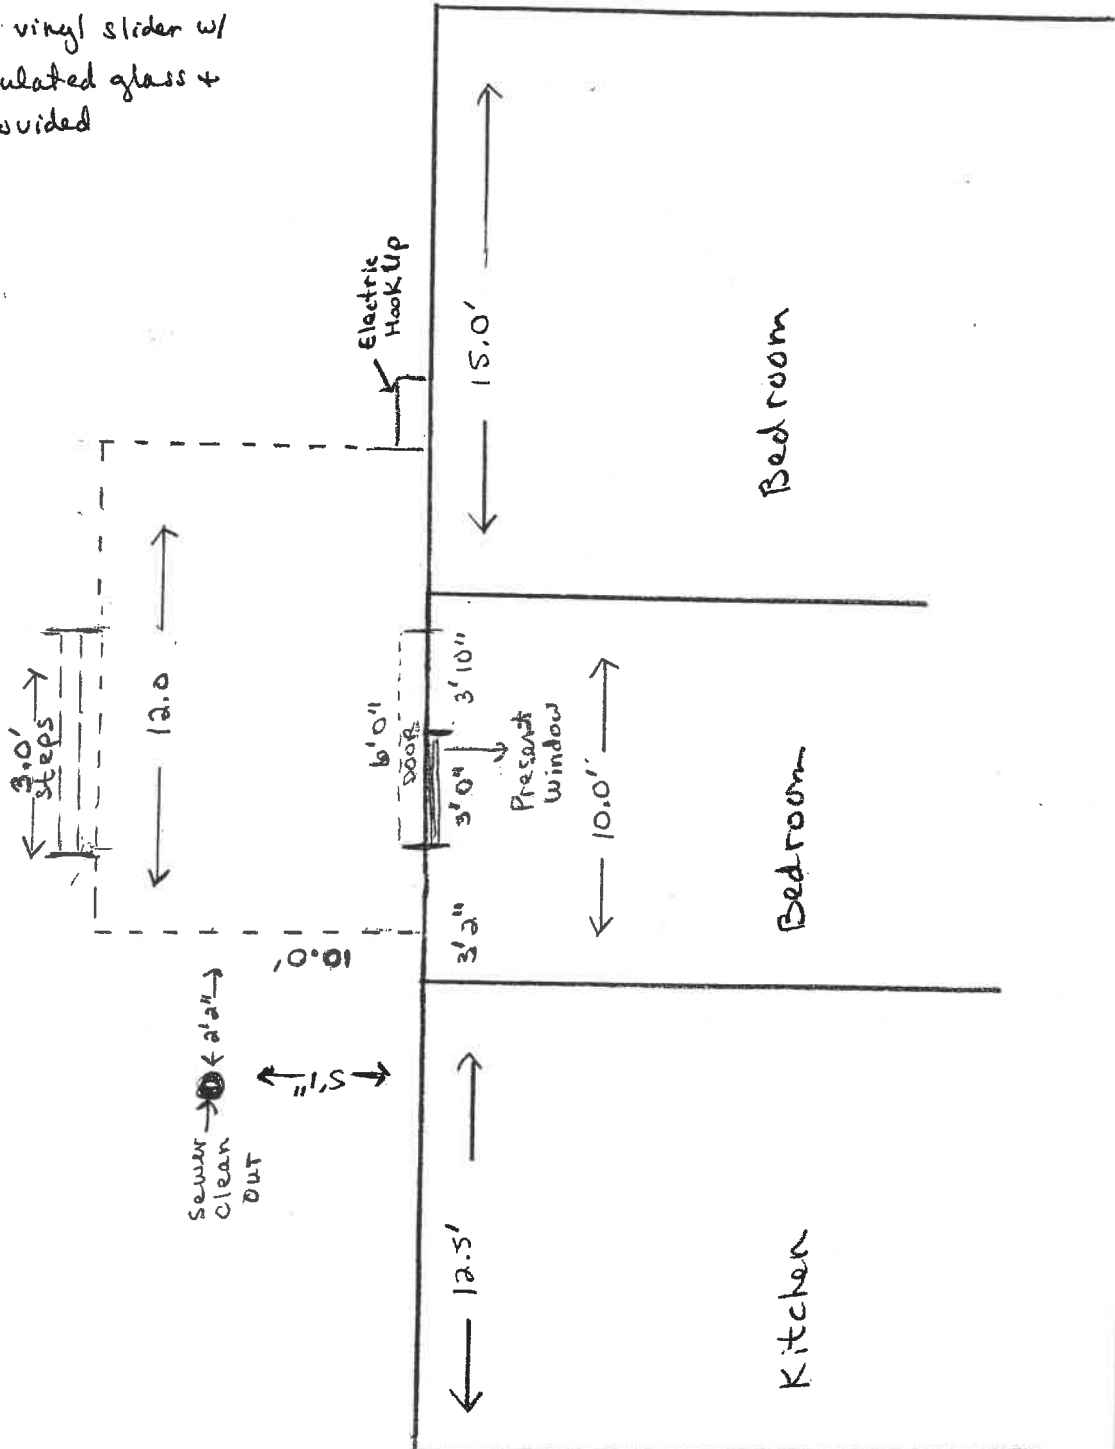 vinyl slider w/
ulated glass +
ovided
Electric
Hook Up
15.0'
Bedroom
3.0'
steps
12.0
6'0"
DOOR
3'10"
3'0"
Present
Window
10.0'
Bedroom
3'2"
10.0'
2'2"
5'1"
Sewer
Clean
Out
12.5'
Kitchen